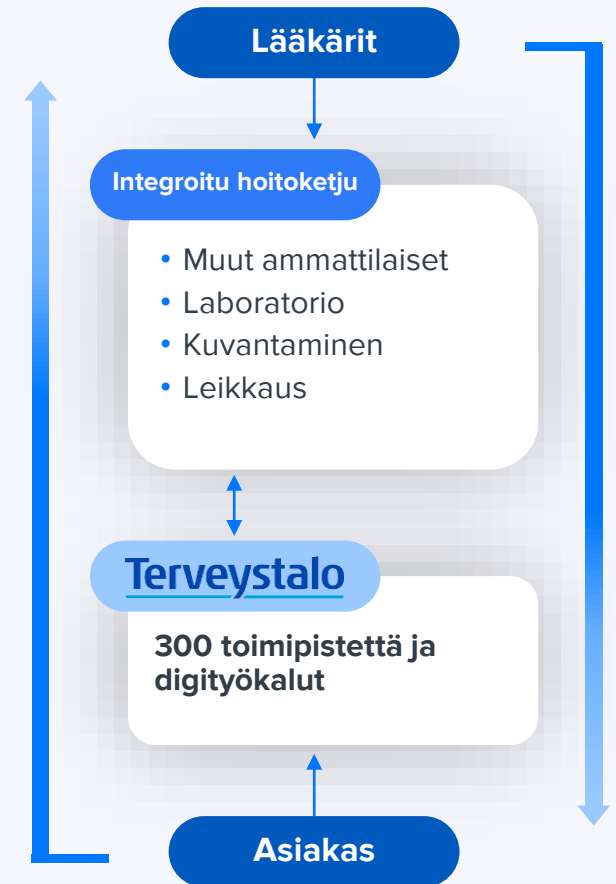 Lääkärit
Integroitu hoitoketju
• Muut ammattilaiset
• Laboratorio
• Kuvantaminen
• Leikkaus
Terveystalo
300 toimipistettä ja
digityökalut
Asiakas